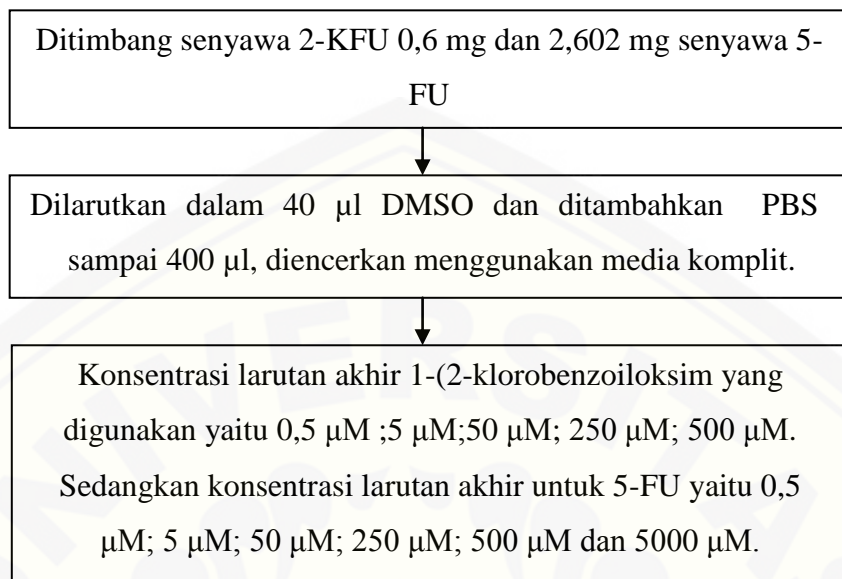 Ditimbang senyawa 2-KFU 0,6 mg dan 2,602 mg senyawa 5-
FU
Dilarutkan dalam 40 µl DMSO dan ditambahkan PBS
sampai 400 µl, diencerkan menggunakan media komplit.
Konsentrasi larutan akhir 1-(2-klorobenzoiloksim yang
digunakan yaitu 0,5 µM ;5 µM;50 µM; 250 µM; 500 µM.
Sedangkan konsentrasi larutan akhir untuk 5-FU yaitu 0,5
µM; 5 µM; 50 µM; 250 µM; 500 µM dan 5000 µM.